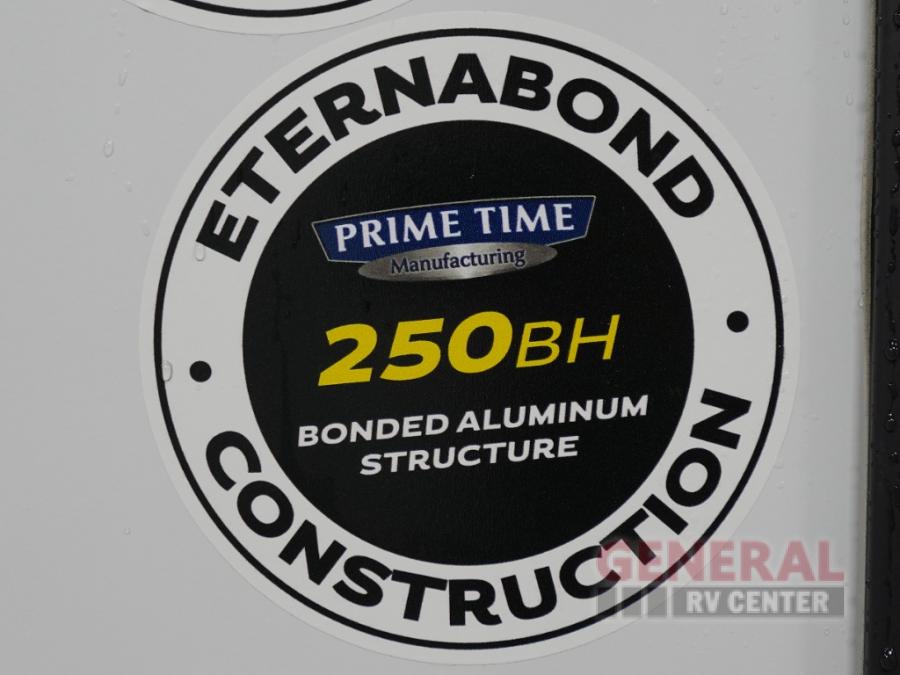 ETERNABOND
PRIME TIME
Manufacturing
250BH
BONDED ALUMINUM
STRUCTURE
CONSTRUCTION
GENERAL
RV CENTER